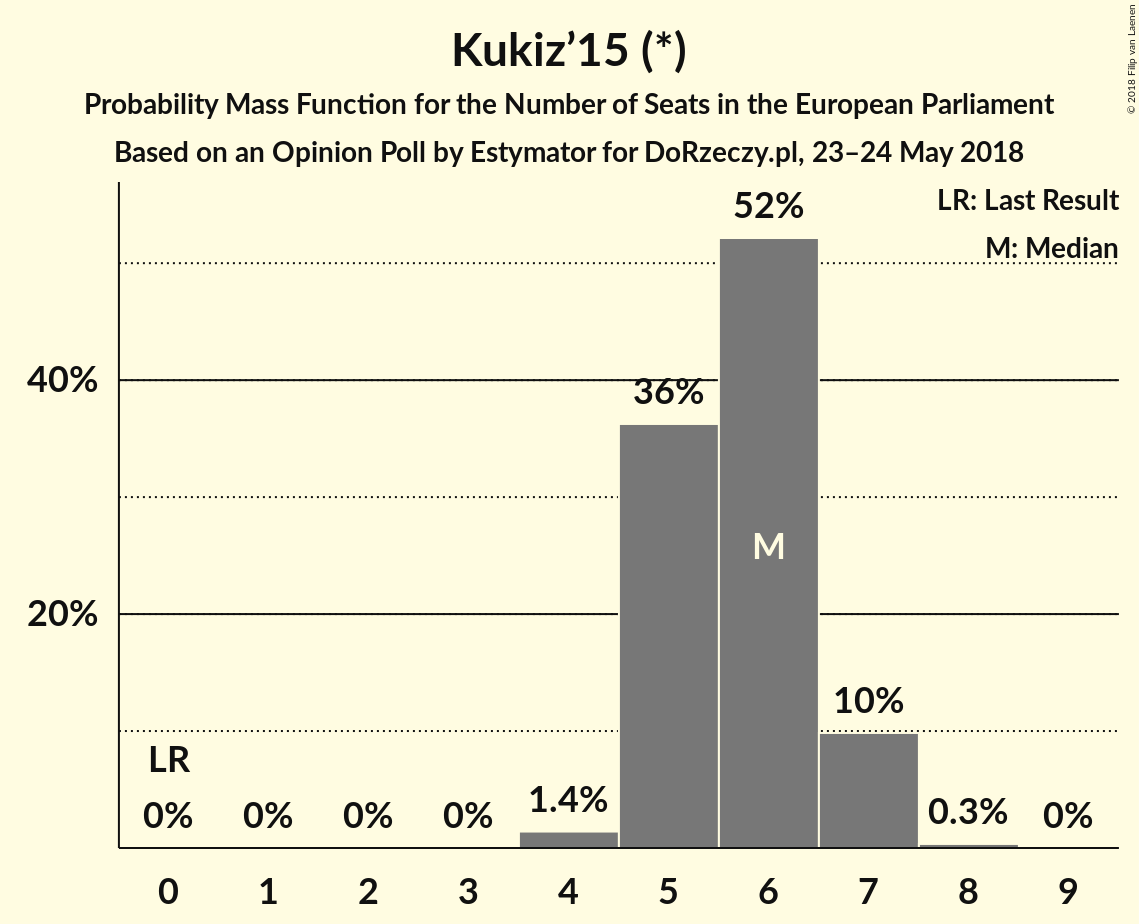 Kukiz’15 (*)
Probability Mass Function for the Number of Seats in the European Parliament
Based on an Opinion Poll by Estymator for DoRzeczy.pl, 23–24 May 2018
© 2018 Filip van Laenen
LR: Last Result
M: Median
52%
40%
36%
M
20%
10%
LR
0% 0% 0% 0% 1.4% 0.3% 0%
0 1 2 3 4 5 6 7 8 9